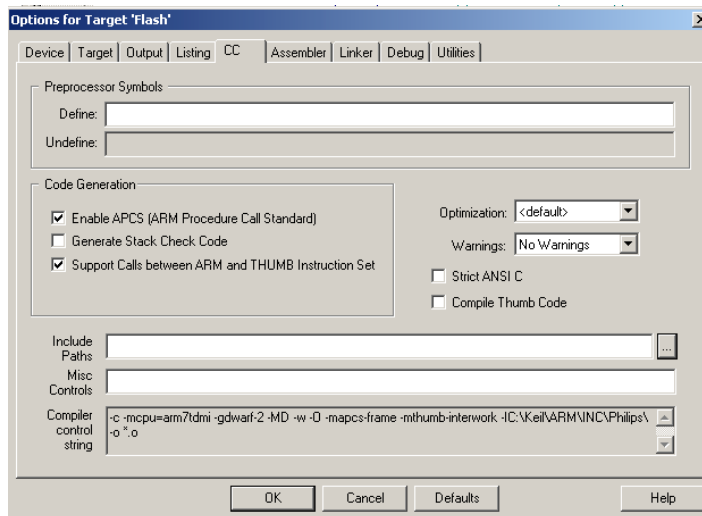 Options for Target 'Flash'
Device Target Output Listing CC Assembler Linker Debug Utilities
Preprocessor Symbols
Define:
Undefine:
Code Generation
Enable APCS (ARM Procedure Call Standard)
Generate Stack Check Code
Support Calls between ARM and THUMB Instruction Set
Optimization: <default>
Warnings: No Warnings
Strict ANSI C
Compile Thumb Code
Include
Paths
...
Misc
Controls
Compiler
control
string
-c -mcpu=arm7tdmi -gdwarf-2 -MD -w -O -mapcs-frame -mthumb-interwork -IC:\Keil\ARM\INC\Philips\
-o *.o
OK Cancel Defaults Help